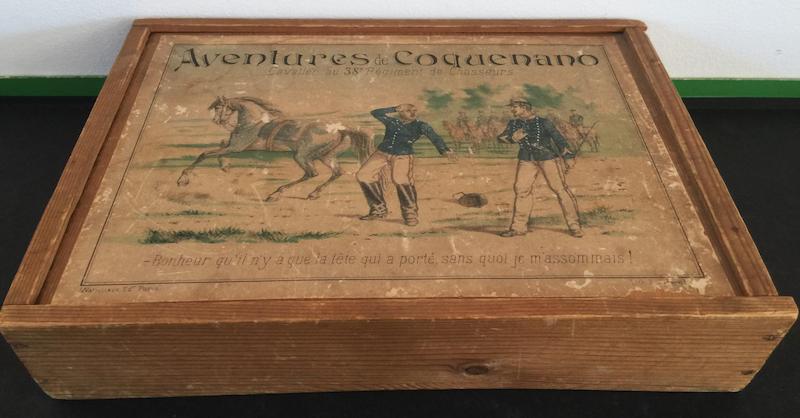 Aventures de Coquenano
Cavalier au 38e Régiment de Chasseurs
- Bonheur qu'il n'y a que la tête qui a porté, sans quoi je m'assommais !
Paris